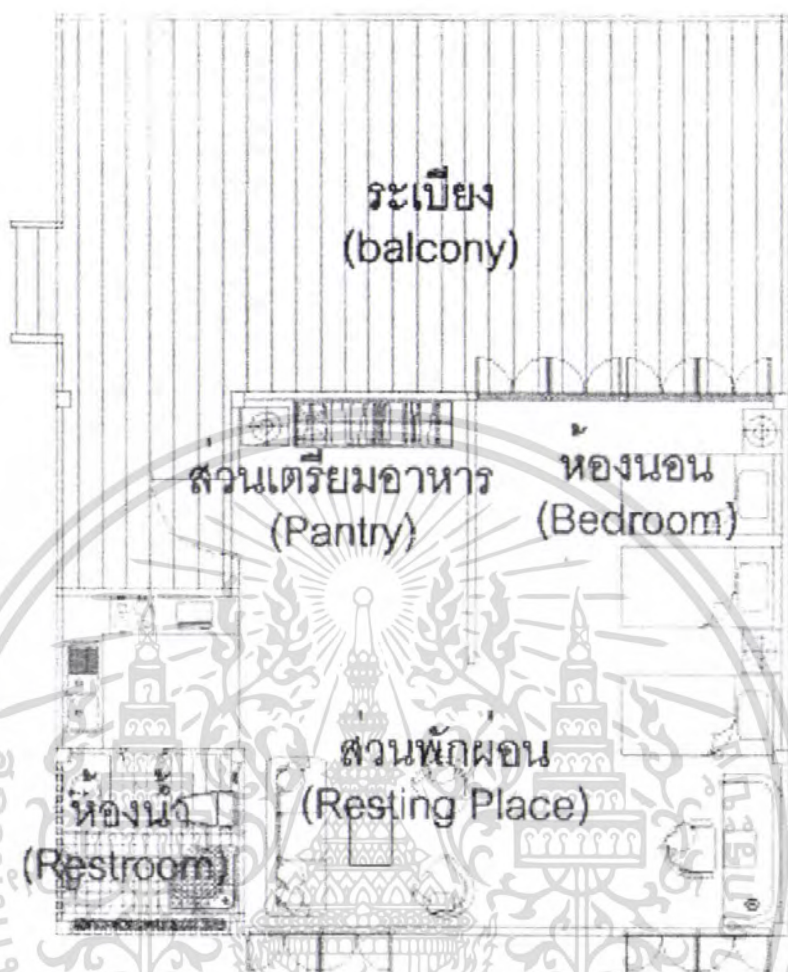 ระเบียง
(balcony)
ส่วนเตรียมอาหาร
(Pantry)
ห้องนอน
(Bedroom)
ส่วนพักผ่อน
(Resting Place)
ห้องน้ำ
(Restroom)